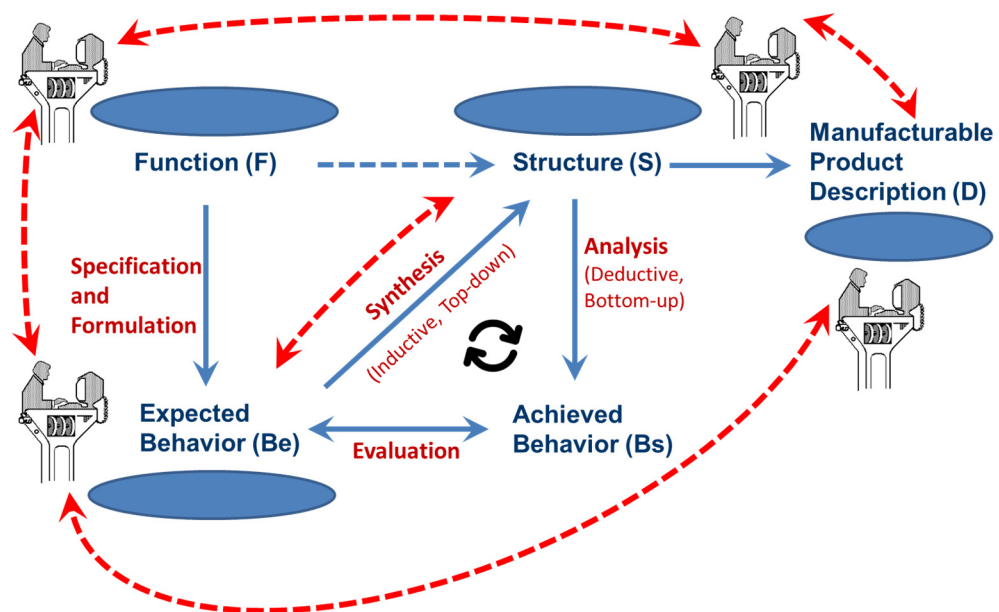 Function (F)
Structure (S)
Manufacturable
Product
Description (D)
Specification
and
Formulation
Synthesis
(Inductive, Top-down)
Analysis
(Deductive,
Bottom-up)
Expected
Behavior (Be)
Evaluation
Achieved
Behavior (Bs)